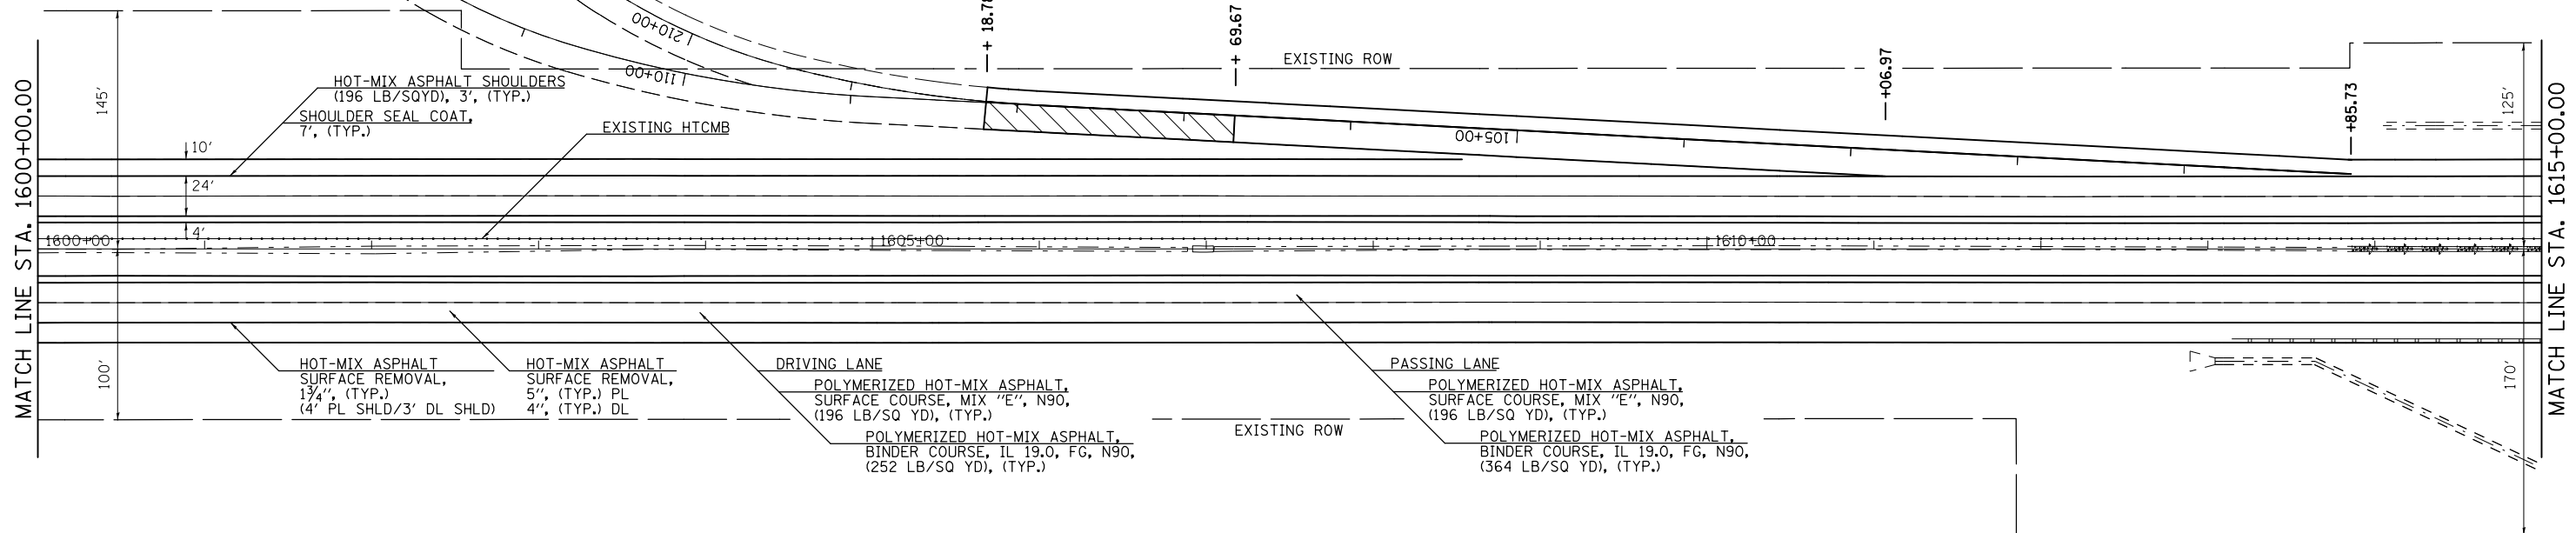 MATCH LINE STA. 1600+00.00
145'
100'
210+00
110+00
+ 18.78
+ 69.67
EXISTING ROW
+06.97
+85.73
125'
170'
MATCH LINE STA. 1615+00.00
HOT-MIX ASPHALT SHOULDERS
(196 LB/SQYD), 3', (TYP.)
SHOULDER SEAL COAT,
7', (TYP.)
EXISTING HTCMB
105+00
10'
24'
4'
1600+00
1605+00
1610+00
HOT-MIX ASPHALT
SURFACE REMOVAL,
1¾", (TYP.)
(4' PL SHLD/3' DL SHLD)
HOT-MIX ASPHALT
SURFACE REMOVAL,
5", (TYP.) PL
4", (TYP.) DL
DRIVING LANE
POLYMERIZED HOT-MIX ASPHALT,
SURFACE COURSE, MIX "E", N90,
(196 LB/SQ YD), (TYP.)
POLYMERIZED HOT-MIX ASPHALT,
BINDER COURSE, IL 19.0, FG, N90,
(252 LB/SQ YD), (TYP.)
EXISTING ROW
PASSING LANE
POLYMERIZED HOT-MIX ASPHALT,
SURFACE COURSE, MIX "E", N90,
(196 LB/SQ YD), (TYP.)
POLYMERIZED HOT-MIX ASPHALT,
BINDER COURSE, IL 19.0, FG, N90,
(364 LB/SQ YD), (TYP.)